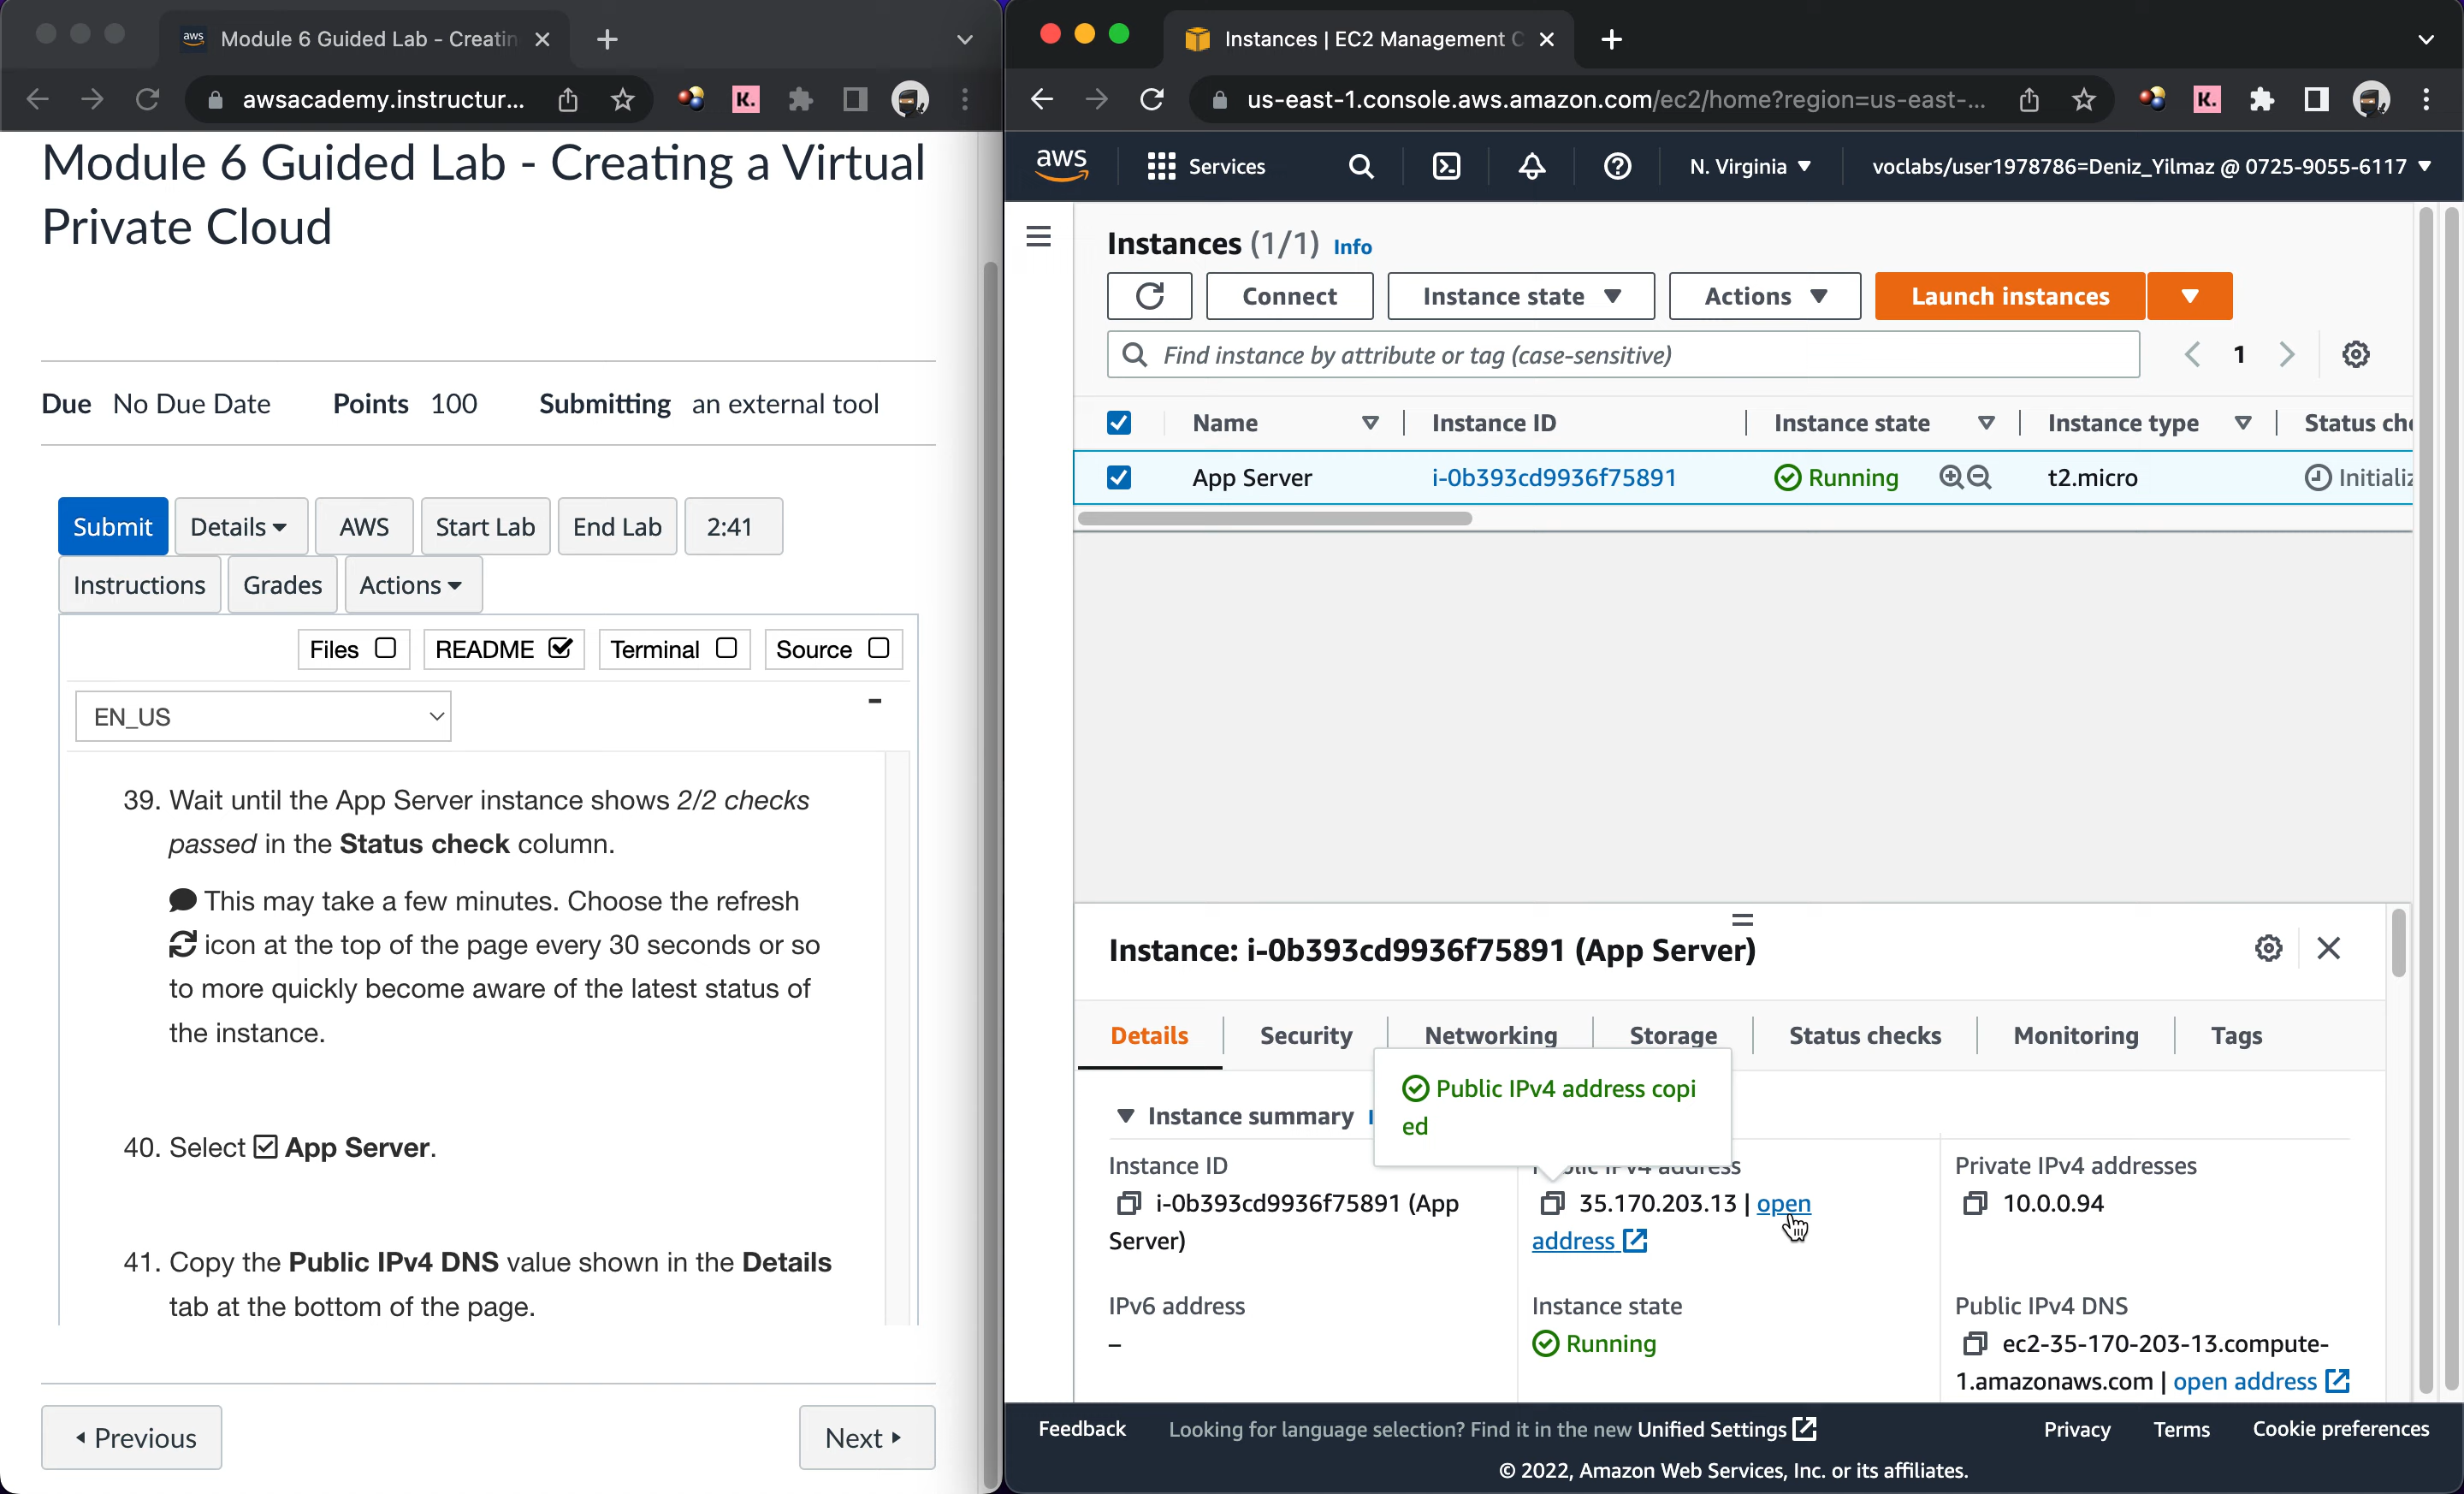 aws Module 6 Guided Lab - Creatin
awsacademy.instructur...
K.
Module 6 Guided Lab - Creating a Virtual
Private Cloud
Due No Due Date Points 100 Submitting an external tool
Submit Details AWS Start Lab End Lab 2:41
Instructions Grades Actions
Files README Terminal Source
EN_US
39. Wait until the App Server instance shows 2/2 checks
passed in the Status check column.
This may take a few minutes. Choose the refresh
icon at the top of the page every 30 seconds or so
to more quickly become aware of the latest status of
the instance.
40. Select App Server.
41. Copy the Public IPv4 DNS value shown in the Details
tab at the bottom of the page.
Previous Next
Instances | EC2 Management C
us-east-1.console.aws.amazon.com/ec2/home?region=us-east-...
K.
aws Services N. Virginia voclabs/user1978786=Deniz_Yilmaz @ 0725-9055-6117
Instances (1/1) Info
Connect Instance state Actions Launch instances
Find instance by attribute or tag (case-sensitive) 1
Name Instance ID Instance state Instance type Status che
App Server i-0b393cd9936f75891 Running t2.micro Initializ
Instance: i-0b393cd9936f75891 (App Server)
Details Security Networking Storage Status checks Monitoring Tags
Public IPv4 address copi
ed
Instance summary
Instance ID address Private IPv4 addresses
i-0b393cd9936f75891 (App 35.170.203.13 | open 10.0.0.94
Server) address
IPv6 address Instance state Public IPv4 DNS
– Running ec2-35-170-203-13.compute-
1.amazonaws.com | open address
Feedback Looking for language selection? Find it in the new Unified Settings Privacy Terms Cookie preferences
© 2022, Amazon Web Services, Inc. or its affiliates.